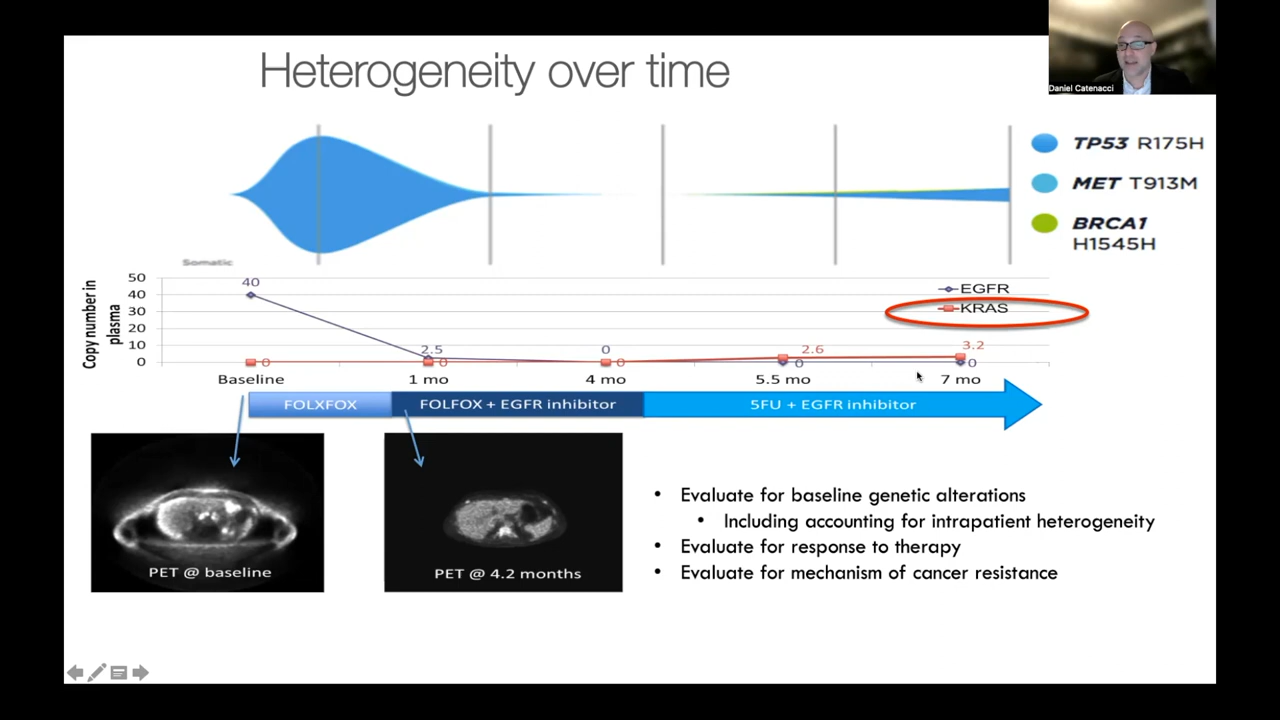 Heterogeneity over time
Daniel Catenacci
TP53 R175H
MET T913M
BRCA1
H1545H
Somatic
Copy number in
plasma
50
40
30
20
10
0
40
2.5
0
0
0
0
2.6
0
3.2
0
EGFR
KRAS
Baseline
1 mo
4 mo
5.5 mo
7 mo
FOLXFOX
FOLFOX + EGFR inhibitor
5FU + EGFR inhibitor
PET @ baseline
PET @ 4.2 months
• Evaluate for baseline genetic alterations
• Including accounting for intrapatient heterogeneity
• Evaluate for response to therapy
• Evaluate for mechanism of cancer resistance